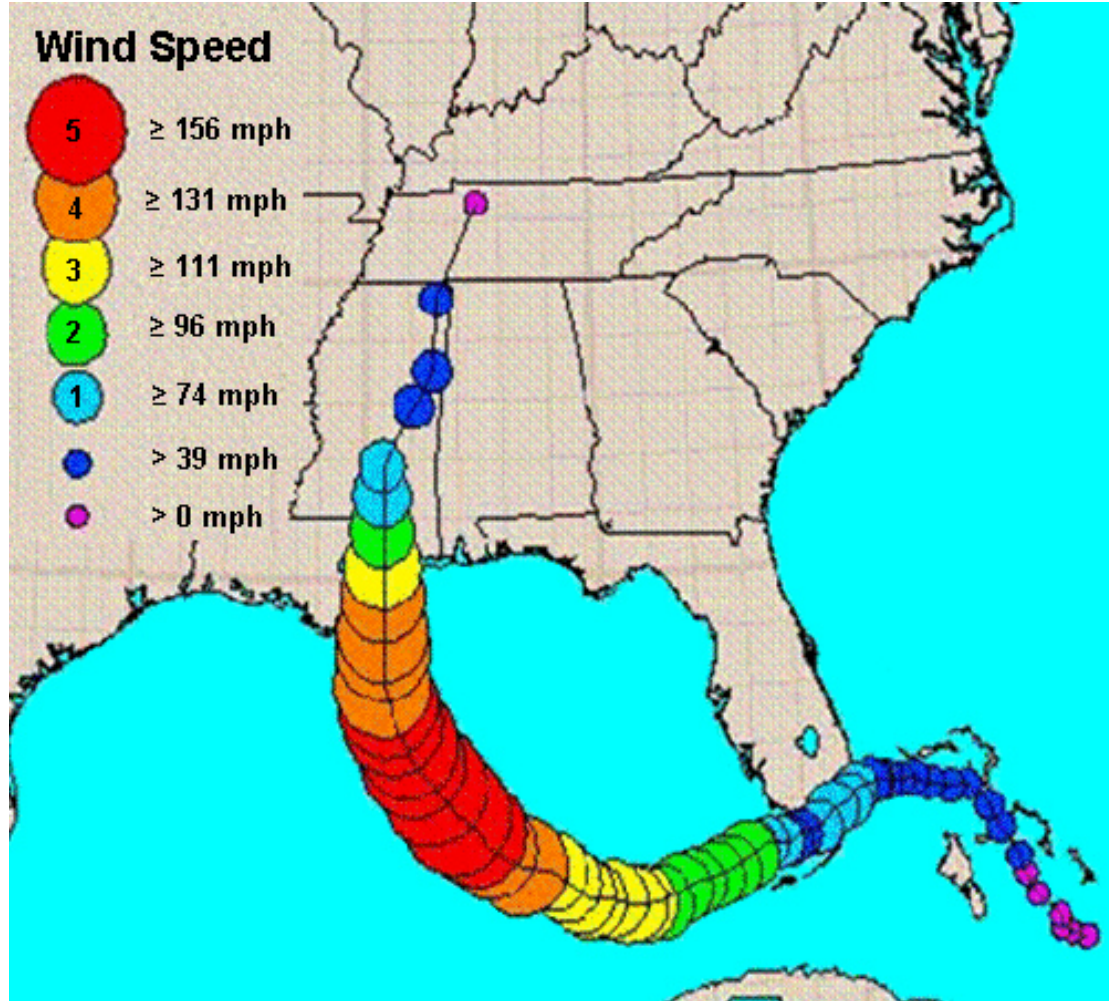 Wind Speed
5 ≥ 156 mph
4 ≥ 131 mph
3 ≥ 111 mph
2 ≥ 96 mph
1 ≥ 74 mph
> 39 mph
> 0 mph